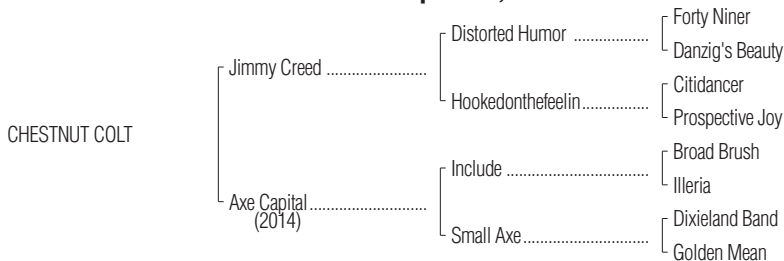 Forty Niner
Distorted Humor ..................
Danzig's Beauty
Jimmy Creed ........................
Citidancer
Hookedonthefeelin................
Prospective Joy
CHESTNUT COLT
Broad Brush
Include ..................................
Illeria
Axe Capital............................
(2014)
Dixieland Band
Small Axe..............................
Golden Mean